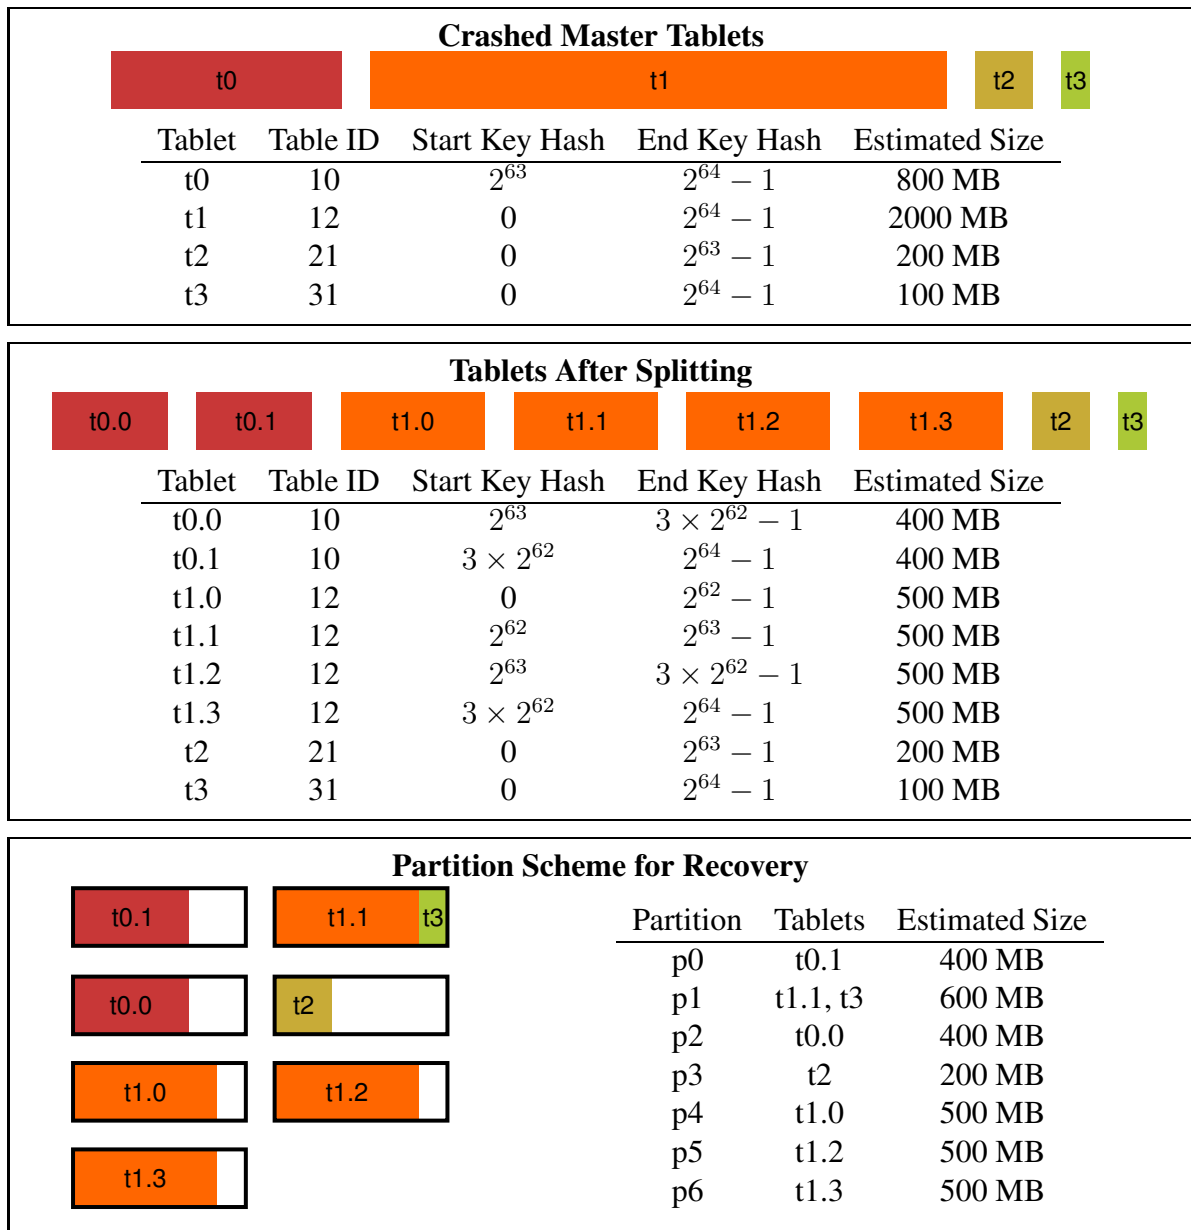 Crashed Master Tablets
t0 t1 t2 t3
Tablet Table ID Start Key Hash End Key Hash Estimated Size
t0 10 2^63 2^64 − 1 800 MB
t1 12 0 2^64 − 1 2000 MB
t2 21 0 2^63 − 1 200 MB
t3 31 0 2^64 − 1 100 MB
Tablets After Splitting
t0.0 t0.1 t1.0 t1.1 t1.2 t1.3 t2 t3
Tablet Table ID Start Key Hash End Key Hash Estimated Size
t0.0 10 2^63 3 × 2^62 − 1 400 MB
t0.1 10 3 × 2^62 2^64 − 1 400 MB
t1.0 12 0 2^62 − 1 500 MB
t1.1 12 2^62 2^63 − 1 500 MB
t1.2 12 2^63 3 × 2^62 − 1 500 MB
t1.3 12 3 × 2^62 2^64 − 1 500 MB
t2 21 0 2^63 − 1 200 MB
t3 31 0 2^64 − 1 100 MB
Partition Scheme for Recovery
t0.1 t1.1 t3
t0.0 t2
t1.0 t1.2
t1.3
Partition Tablets Estimated Size
p0 t0.1 400 MB
p1 t1.1, t3 600 MB
p2 t0.0 400 MB
p3 t2 200 MB
p4 t1.0 500 MB
p5 t1.2 500 MB
p6 t1.3 500 MB